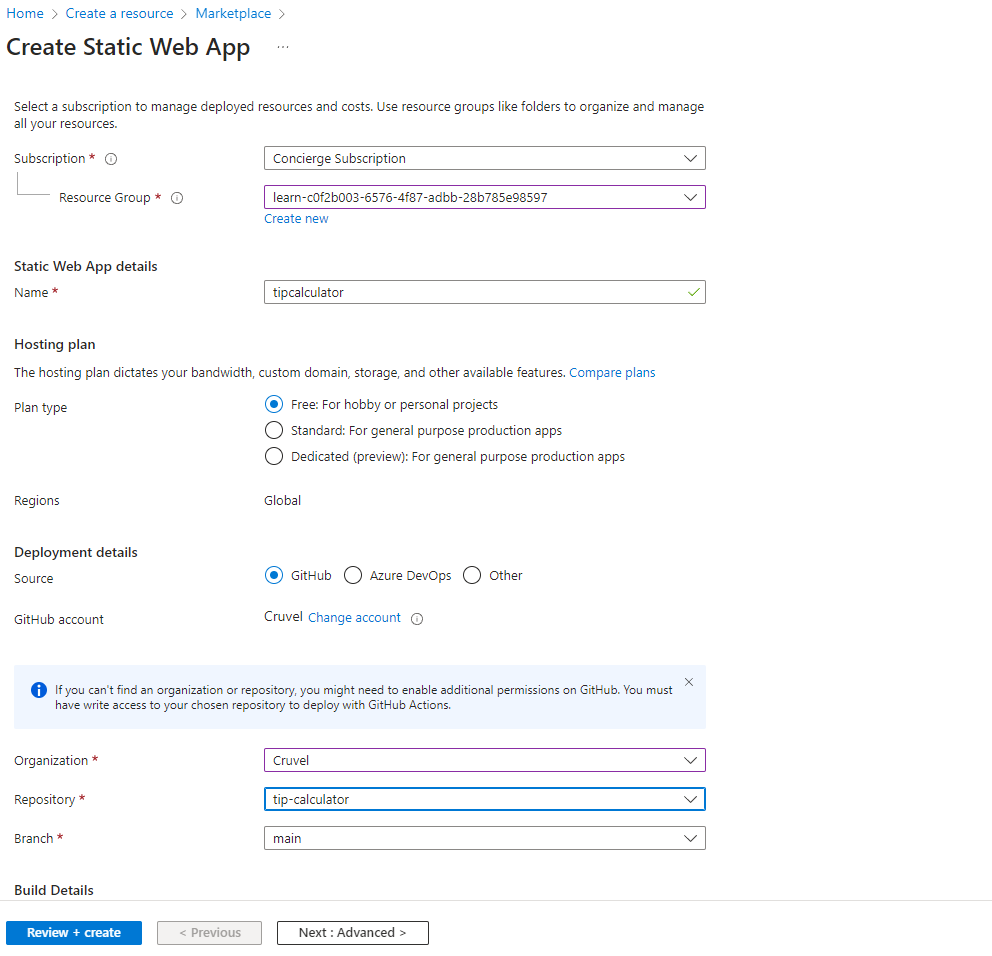 Home > Create a resource > Marketplace >
Create Static Web App ...
Select a subscription to manage deployed resources and costs. Use resource groups like folders to organize and manage
all your resources.
Subscription * Concierge Subscription
Resource Group * learn-c0f2b003-6576-4f87-adbb-28b785e98597
Create new
Static Web App details
Name * tipcalculator
Hosting plan
The hosting plan dictates your bandwidth, custom domain, storage, and other available features. Compare plans
Plan type Free: For hobby or personal projects
Standard: For general purpose production apps
Dedicated (preview): For general purpose production apps
Regions Global
Deployment details
Source GitHub Azure DevOps Other
GitHub account Cruvel Change account
If you can't find an organization or repository, you might need to enable additional permissions on GitHub. You must
have write access to your chosen repository to deploy with GitHub Actions.
Organization * Cruvel
Repository * tip-calculator
Branch * main
Build Details
Review + create < Previous Next : Advanced >